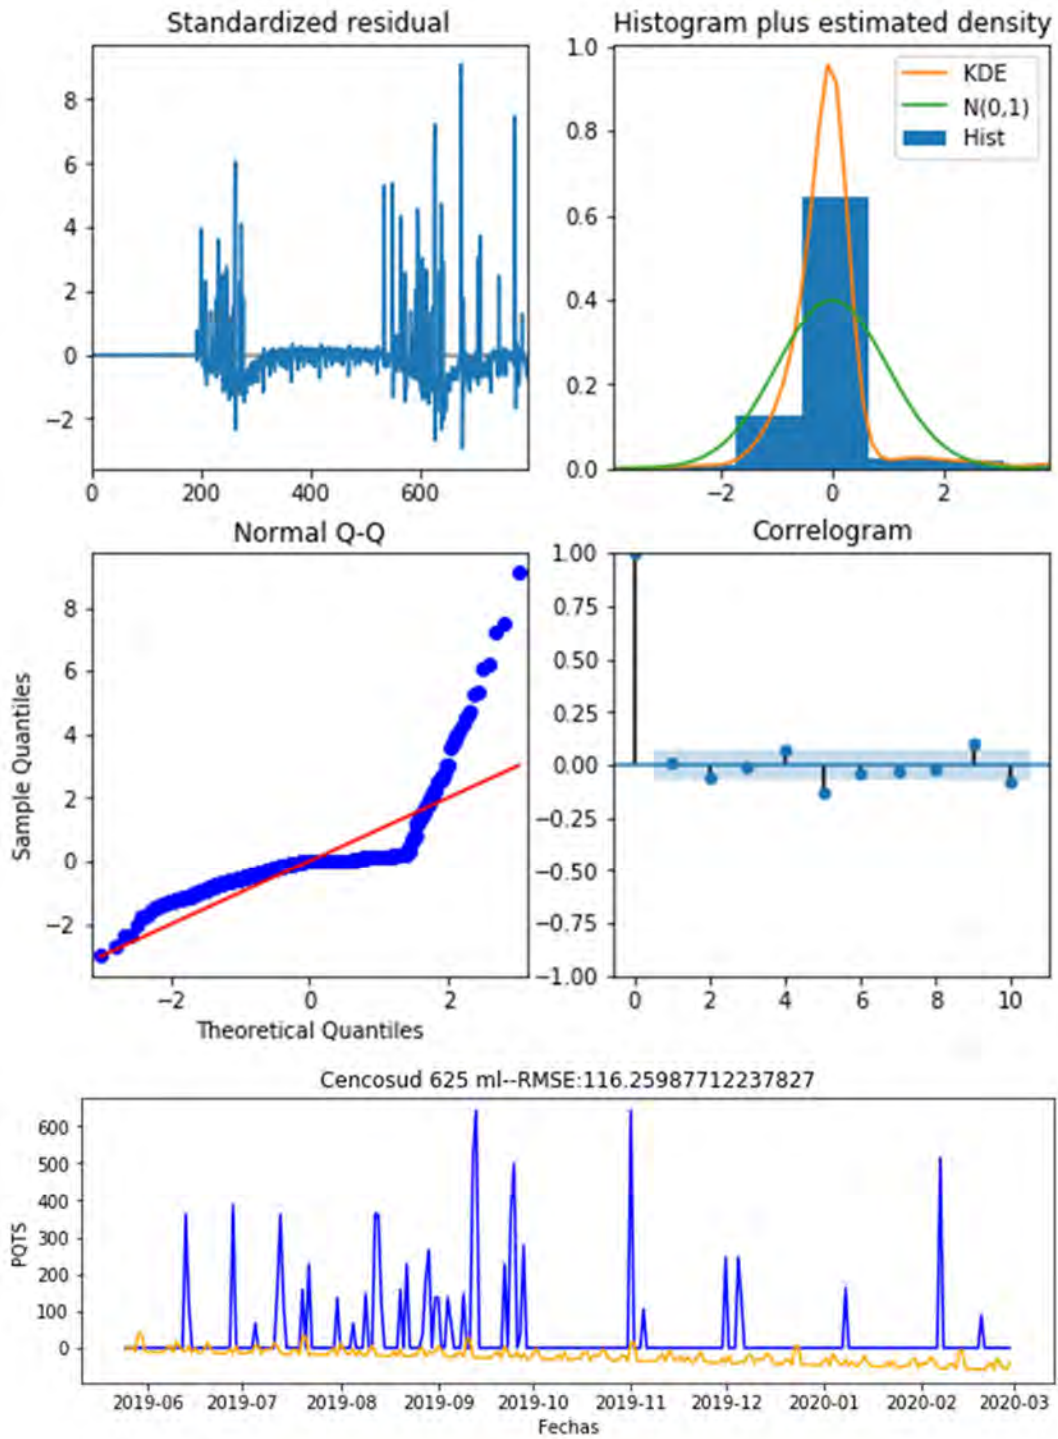 Standardized residual
8
6
4
2
0
−2
0 200 400 600
Histogram plus estimated density
1.0
0.8
0.6
0.4
0.2
0.0
−2 0 2
KDE
N(0,1)
Hist
Normal Q-Q
Sample Quantiles
8
6
4
2
0
−2
−2 0 2
Theoretical Quantiles
Correlogram
1.00
0.75
0.50
0.25
0.00
−0.25
−0.50
−0.75
−1.00
0 2 4 6 8 10
Cencosud 625 ml--RMSE:116.25987712237827
PQTS
600
500
400
300
200
100
0
2019-06 2019-07 2019-08 2019-09 2019-10 2019-11 2019-12 2020-01 2020-02 2020-03
Fechas